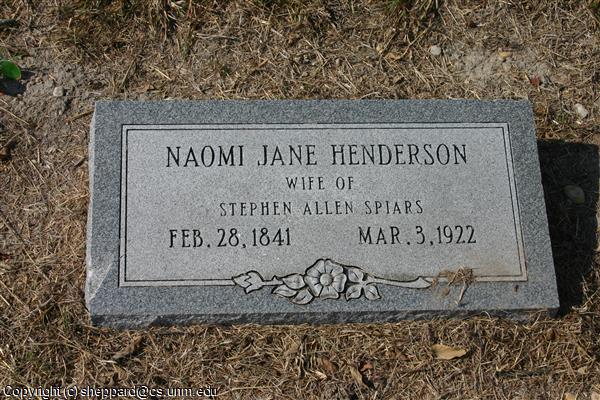 NAOMI JANE HENDERSON
WIFE OF
STEPHEN ALLEN SPIARS
FEB. 28, 1841 MAR. 3, 1922
Copyright (c) sheppard@cs.unm.edu